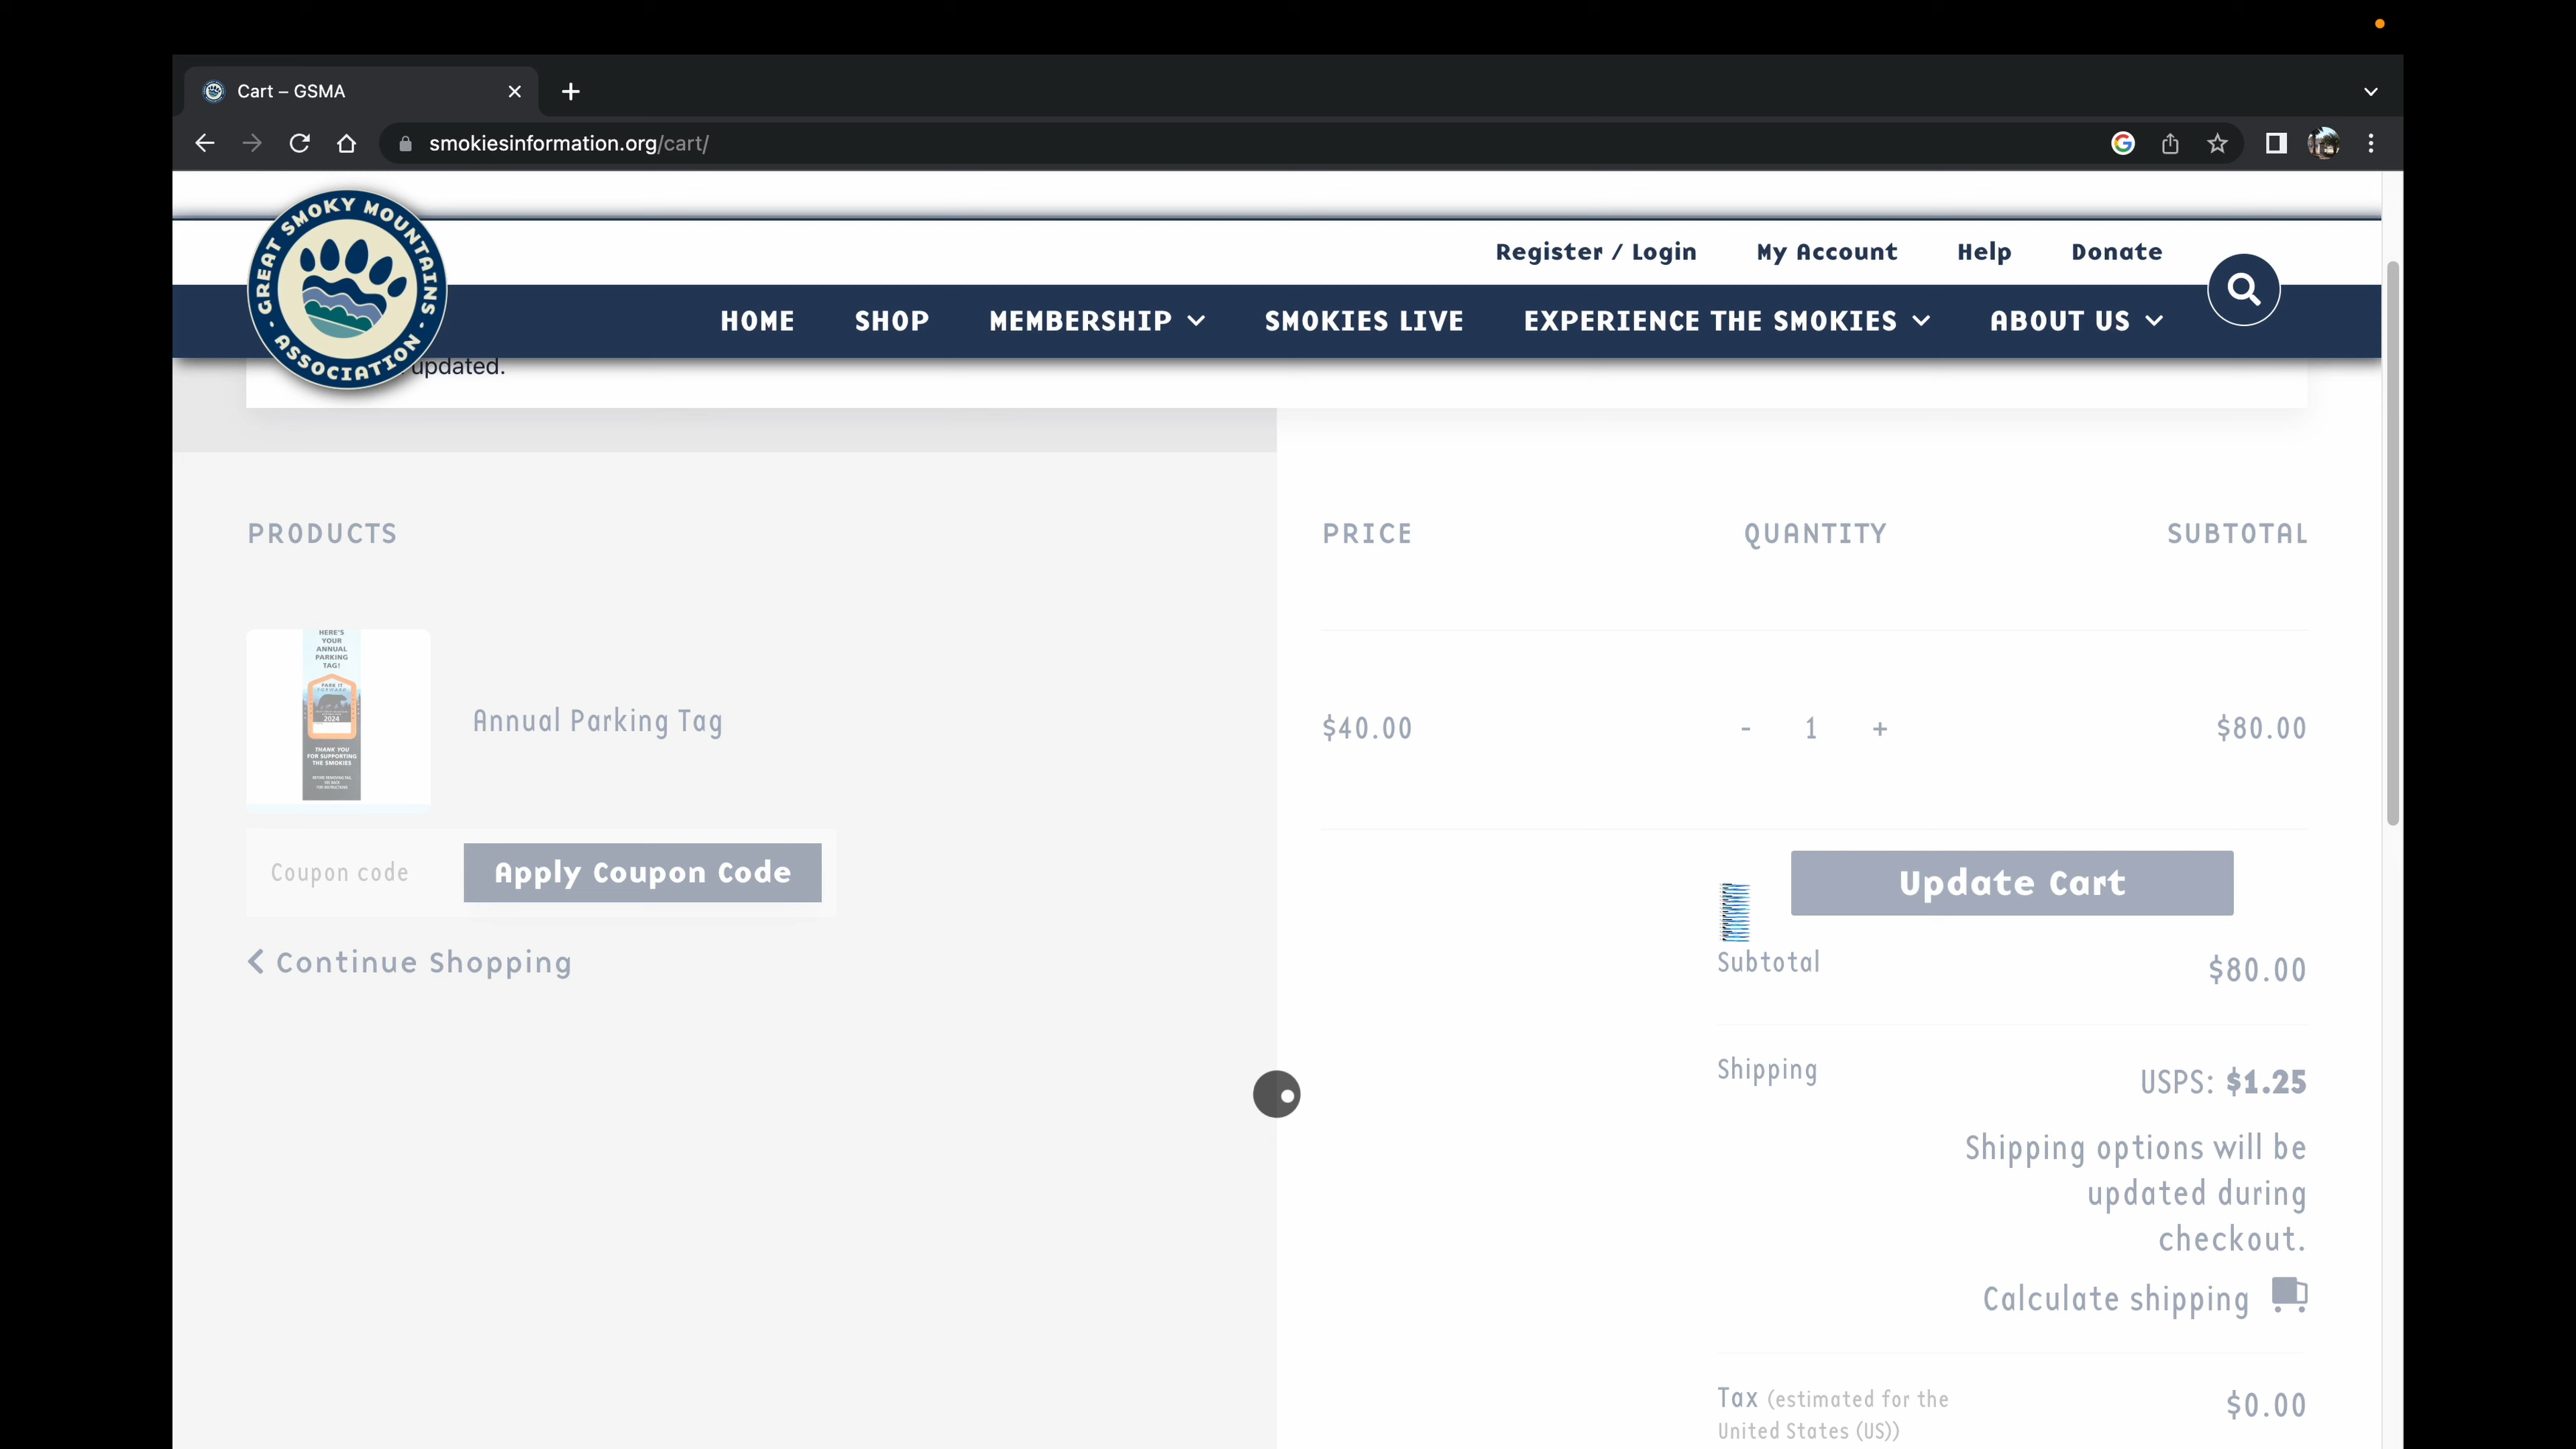 Cart – GSMA
smokiesinformation.org/cart/
GREAT SMOKY MOUNTAINS
ASSOCIATION
Register / Login My Account Help Donate
HOME SHOP MEMBERSHIP SMOKIES LIVE EXPERIENCE THE SMOKIES ABOUT US
updated.
PRODUCTS PRICE QUANTITY SUBTOTAL
HERE'S
YOUR
ANNUAL
PARKING
TAG!
PARK IT
FORWARD
2024
THANK YOU
FOR SUPPORTING
THE SMOKIES
Annual Parking Tag $40.00 - 1 + $80.00
Coupon code Apply Coupon Code Update Cart
Continue Shopping
Subtotal $80.00
Shipping USPS: $1.25
Shipping options will be
updated during
checkout.
Calculate shipping
Tax (estimated for the
United States (US)) $0.00